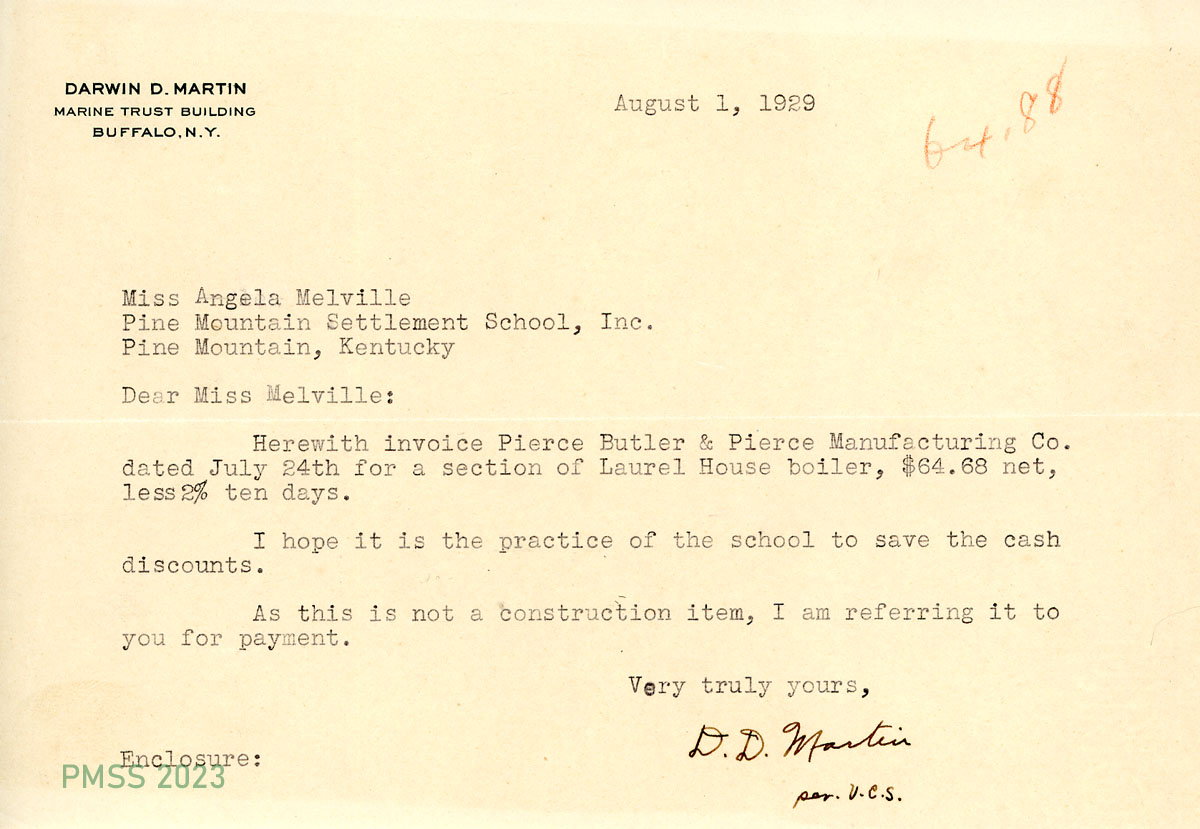 DARWIN D. MARTIN
MARINE TRUST BUILDING
BUFFALO, N.Y.
August 1, 1929
64.88
Miss Angela Melville
Pine Mountain Settlement School, Inc.
Pine Mountain, Kentucky
Dear Miss Melville:
Herewith invoice Pierce Butler & Pierce Manufacturing Co.
dated July 24th for a section of Laurel House boiler, $64.68 net,
less 2% ten days.
I hope it is the practice of the school to save the cash
discounts.
As this is not a construction item, I am referring it to
you for payment.
Very truly yours,
D. D. Martin
per. V.C.S.
Enclosure:
PMSS 2023